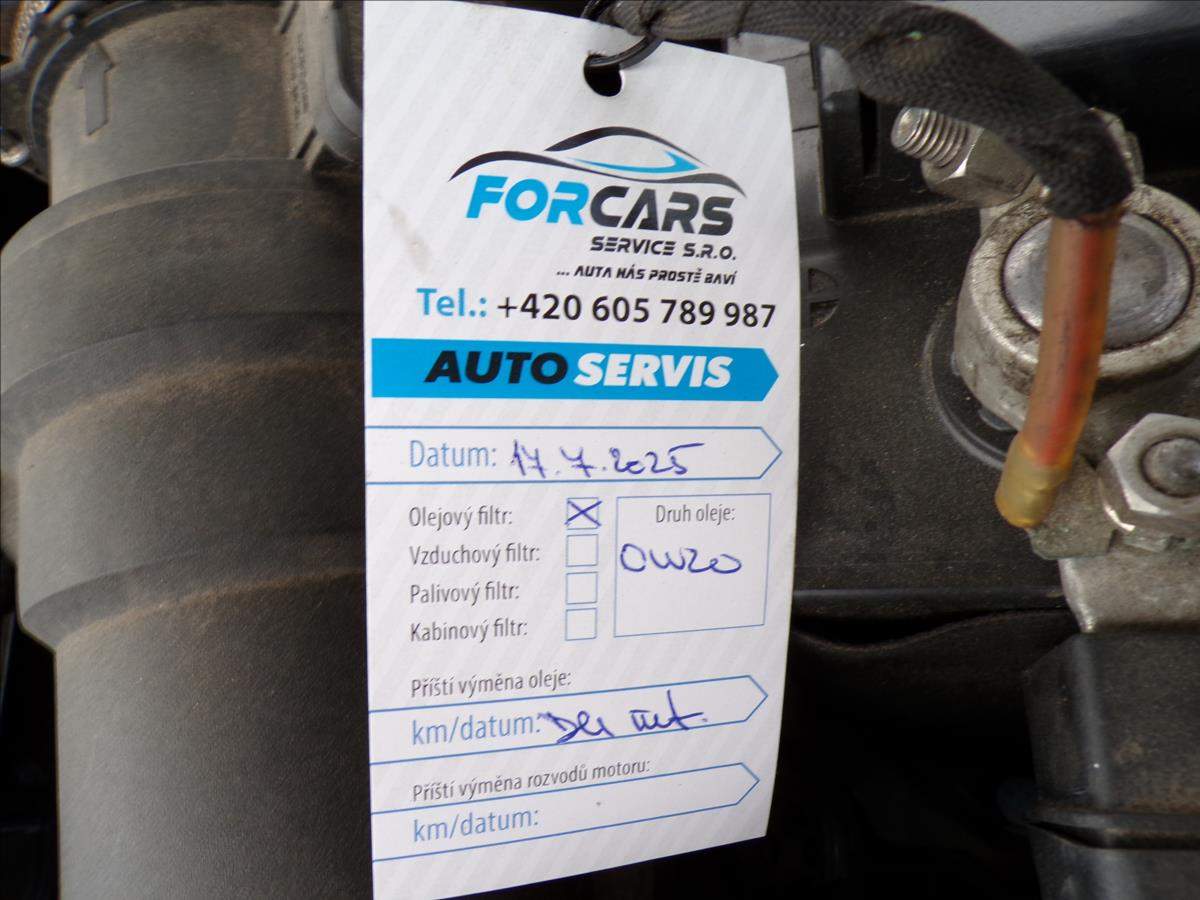 FORCARS
SERVICE S.R.O.
... AUTA NÁS PROSTĚ BAVÍ
Tel.: +420 605 789 987
AUTO SERVIS
Datum: 17.7.2025
Olejový filtr: X
Druh oleje:
Vzduchový filtr:
0W20
Palivový filtr:
Kabinový filtr:
Příští výměna oleje:
km/datum:
Příští výměna rozvodů motoru:
km/datum: